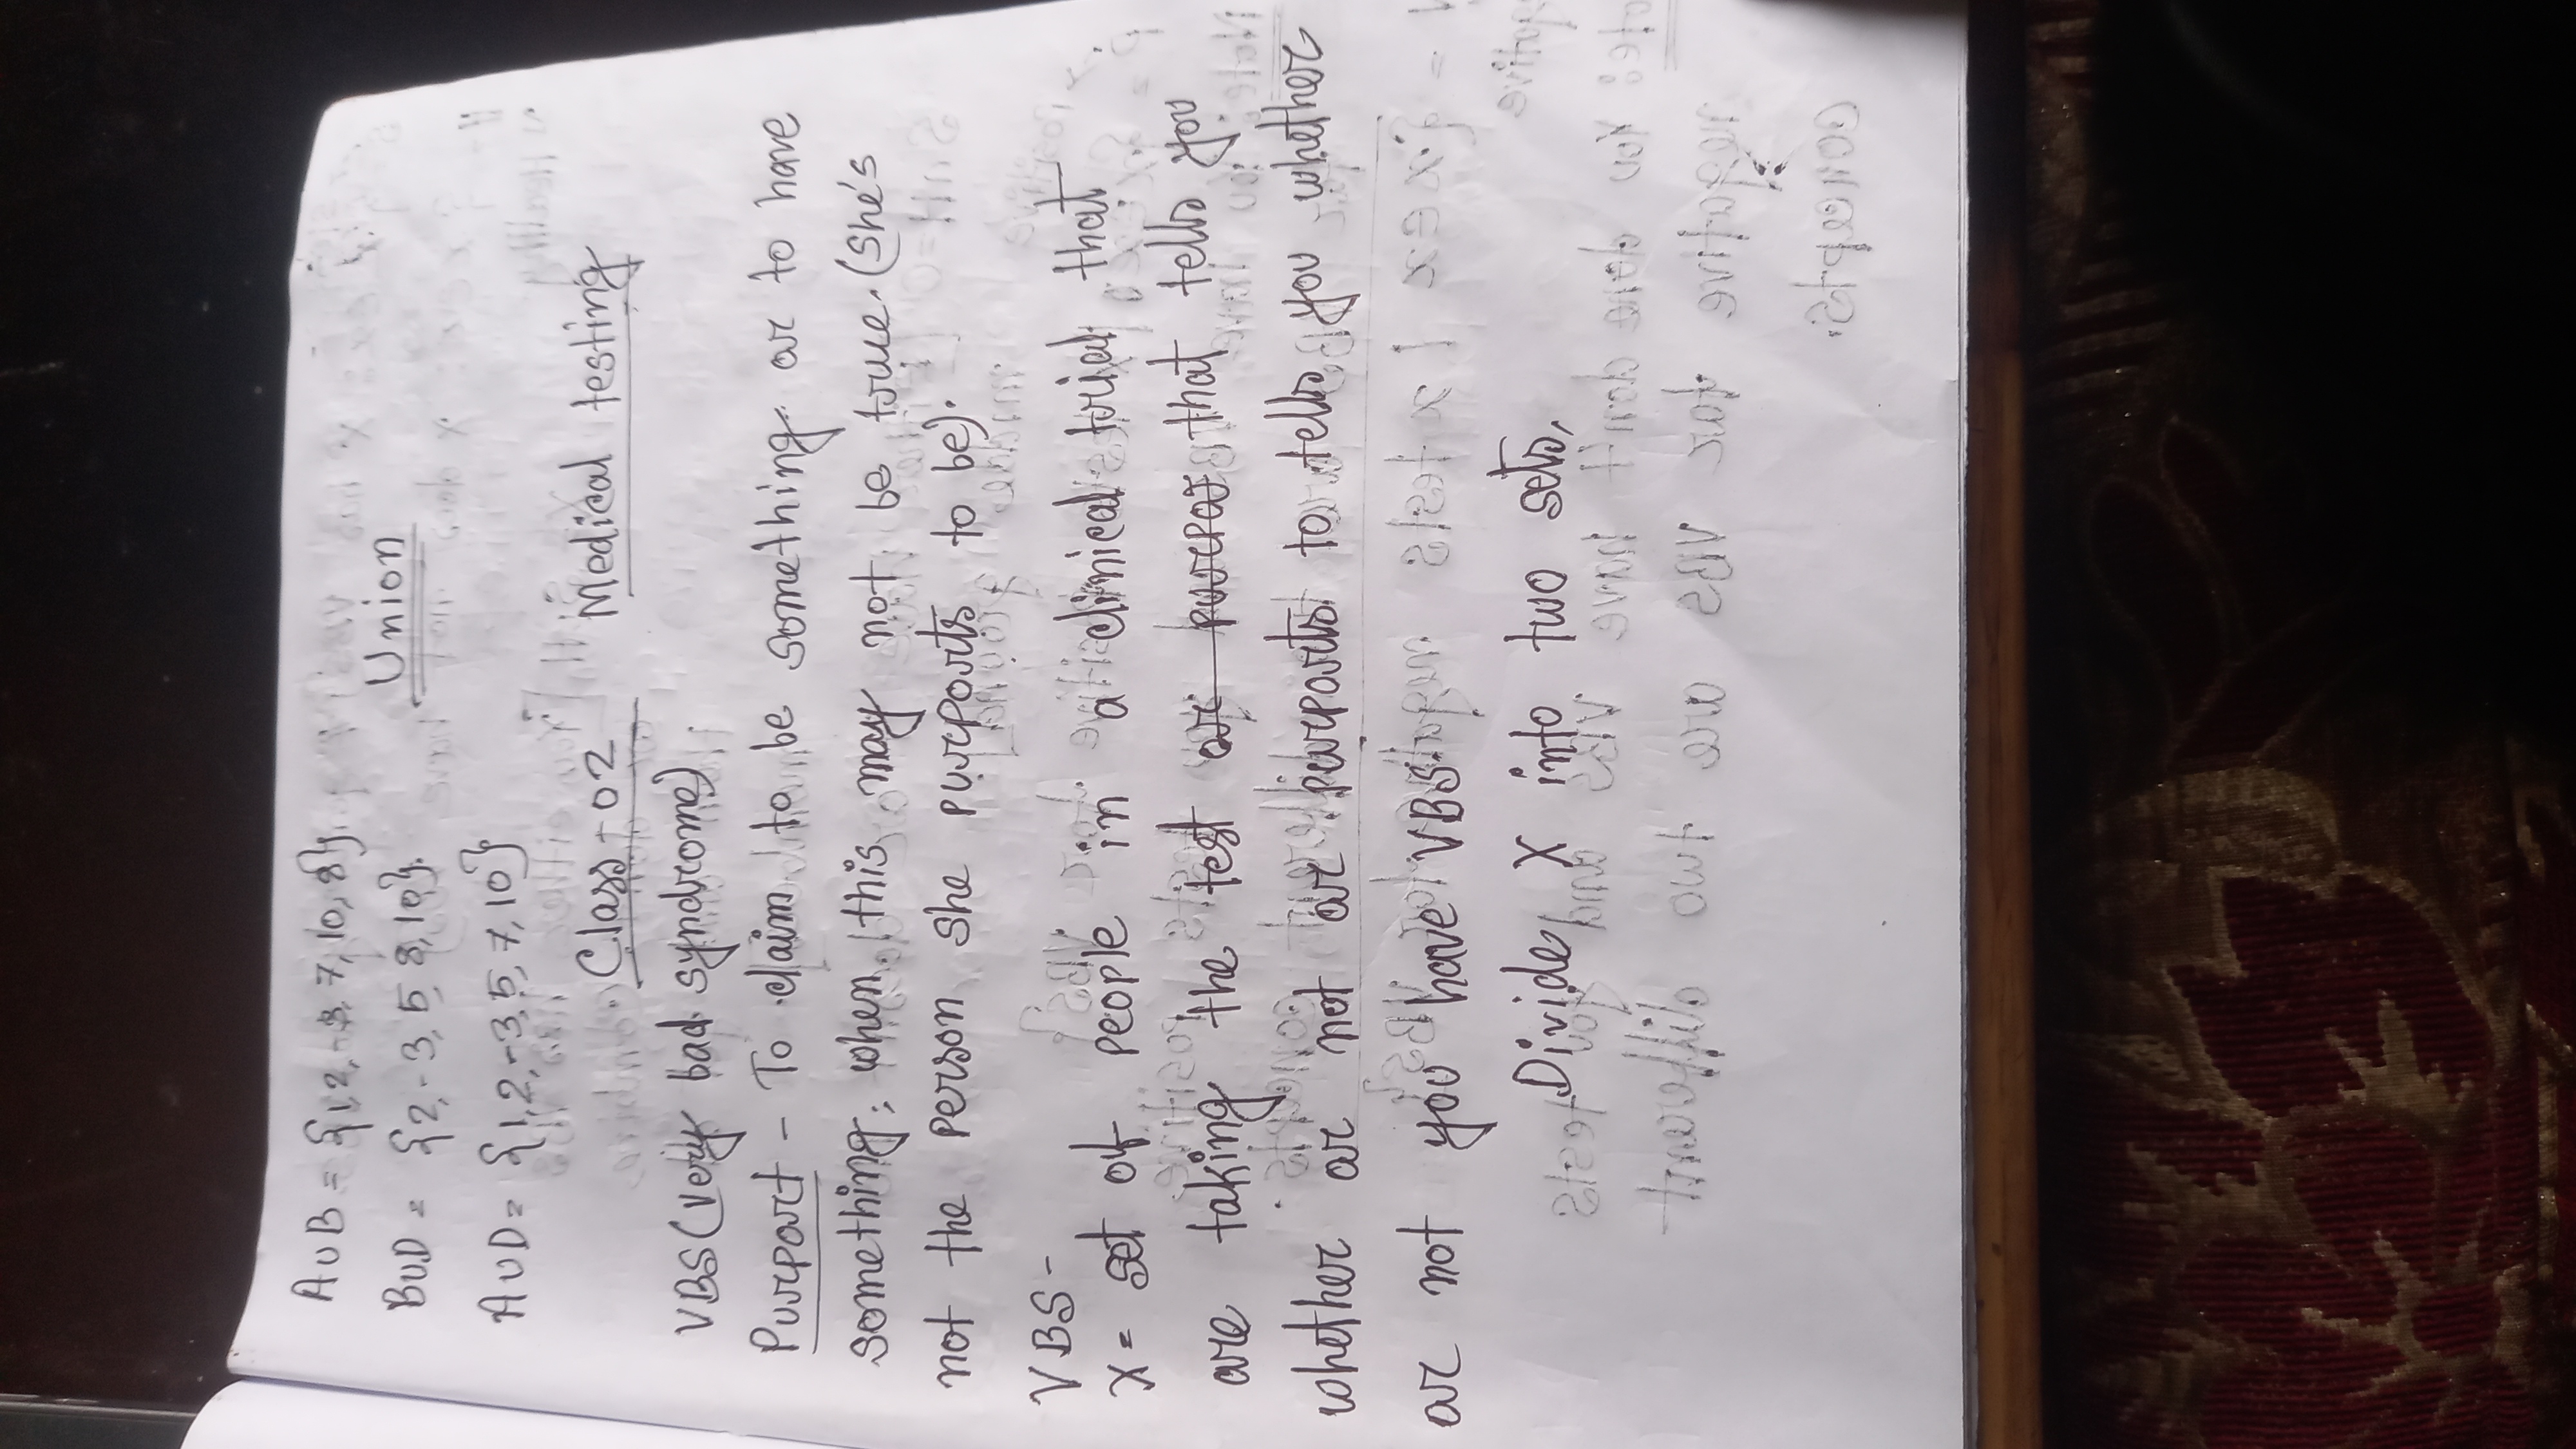 A∪B = {1,2,-3,7,10,8}.
B∪D = {2,-3,5,8,10}.
Union
A∪D = {1,2,-3,5,7,10}
Class-02 Medical testing
VBS (very bad syndrome)
Purport - To claim to be something or to have
something, when this may not be true. (She's
not the person she purports to be).
VBS -
X = set of people in a clinical trial that
are taking the test or purpor that tells you
whether or not or purports to tells you whether
or not you have VBS.
Divide X into two sets,